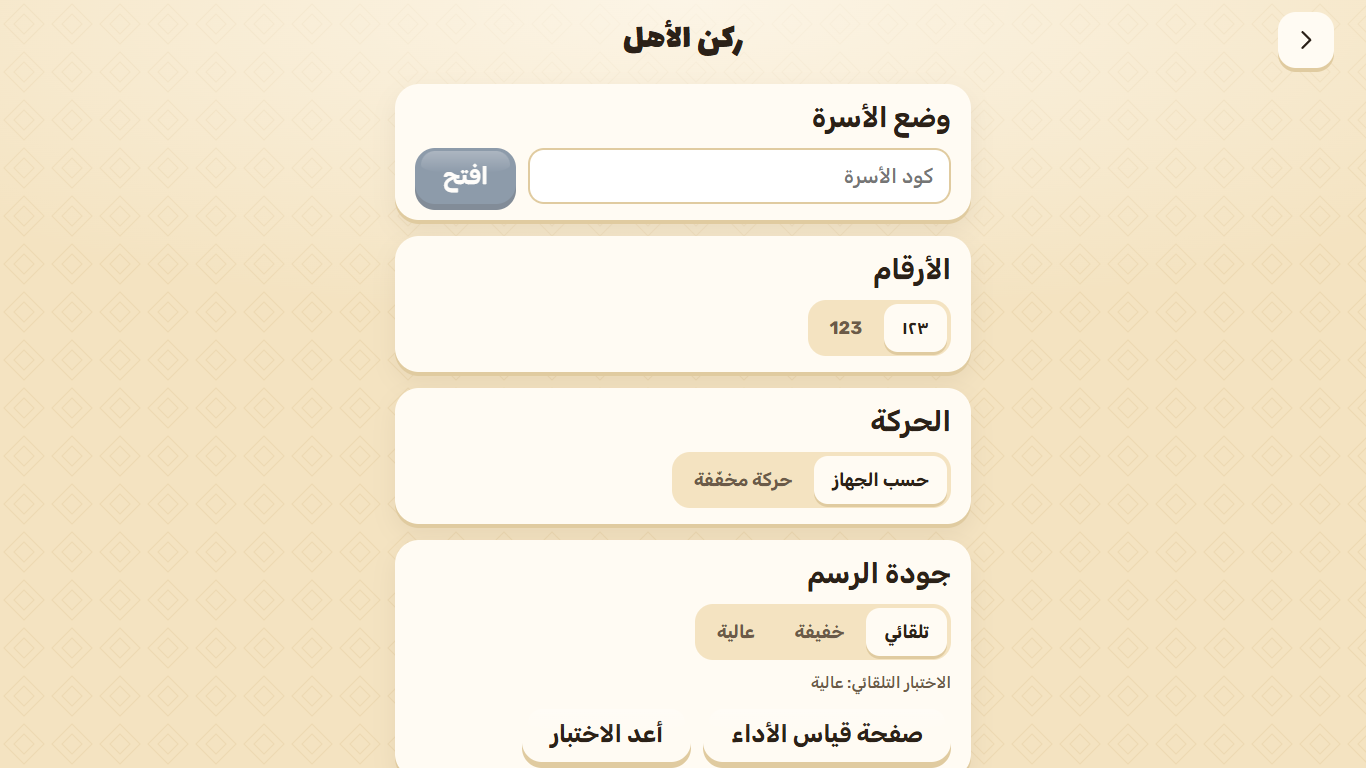 ركن الأهل
وضع الأسرة
كود الأسرة
افتح
الأرقام
١٢٣ 123
الحركة
حسب الجهاز حركة مخفّفة
جودة الرسم
تلقائي خفيفة عالية
الاختبار التلقائي: عالية
صفحة قياس الأداء أعد الاختبار